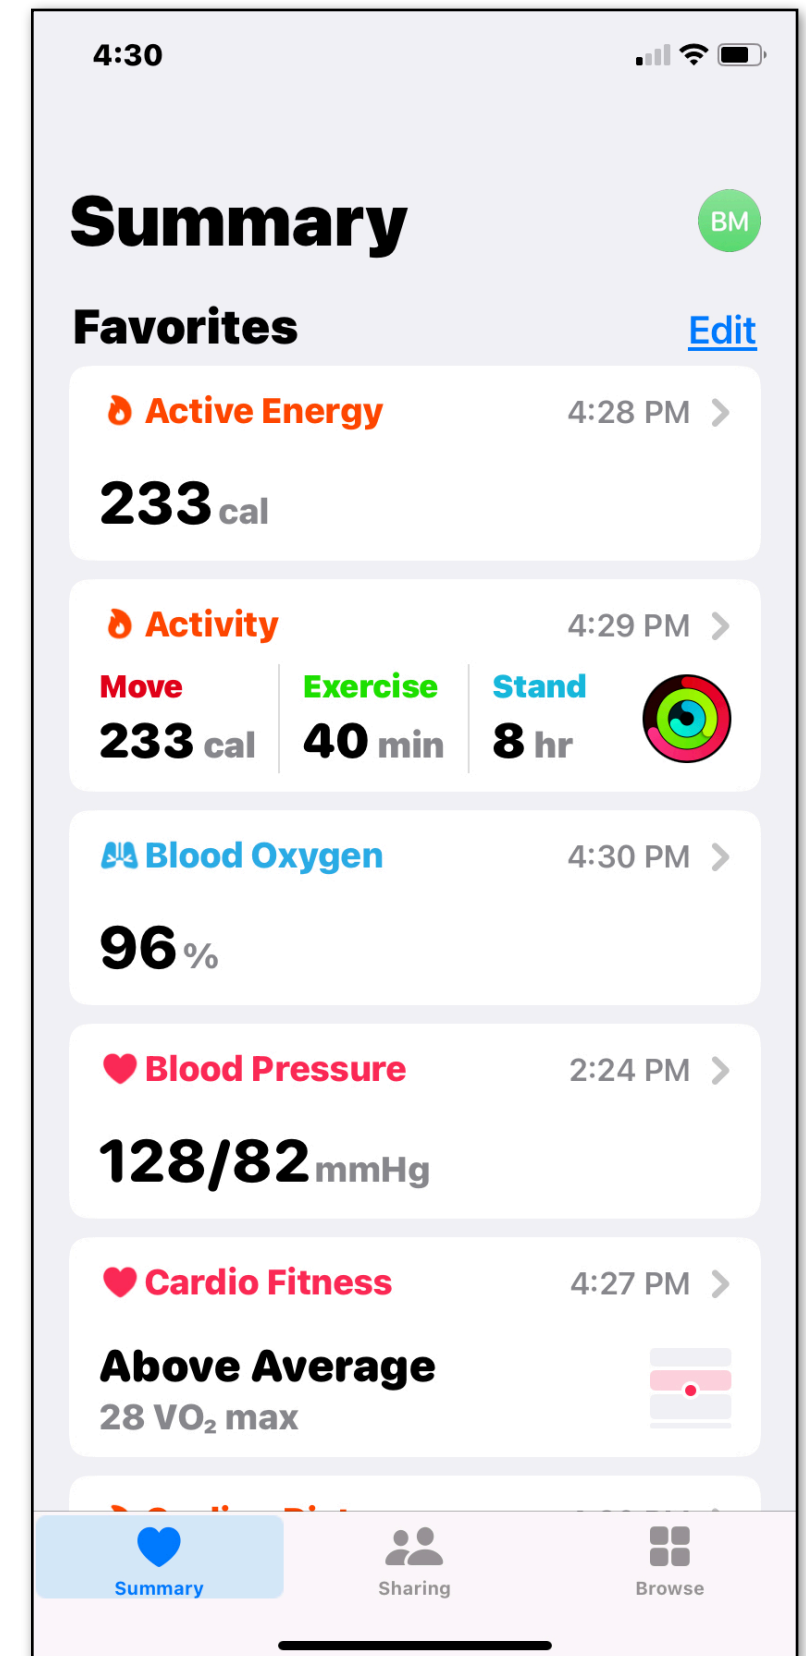 4:30
Summary
BM
Favorites
Edit
Active Energy
4:28 PM
233 cal
Activity
4:29 PM
Move
Exercise
Stand
233 cal
40 min
8 hr
Blood Oxygen
4:30 PM
96 %
Blood Pressure
2:24 PM
128/82 mmHg
Cardio Fitness
4:27 PM
Above Average
28 VO₂ max
Summary
Sharing
Browse